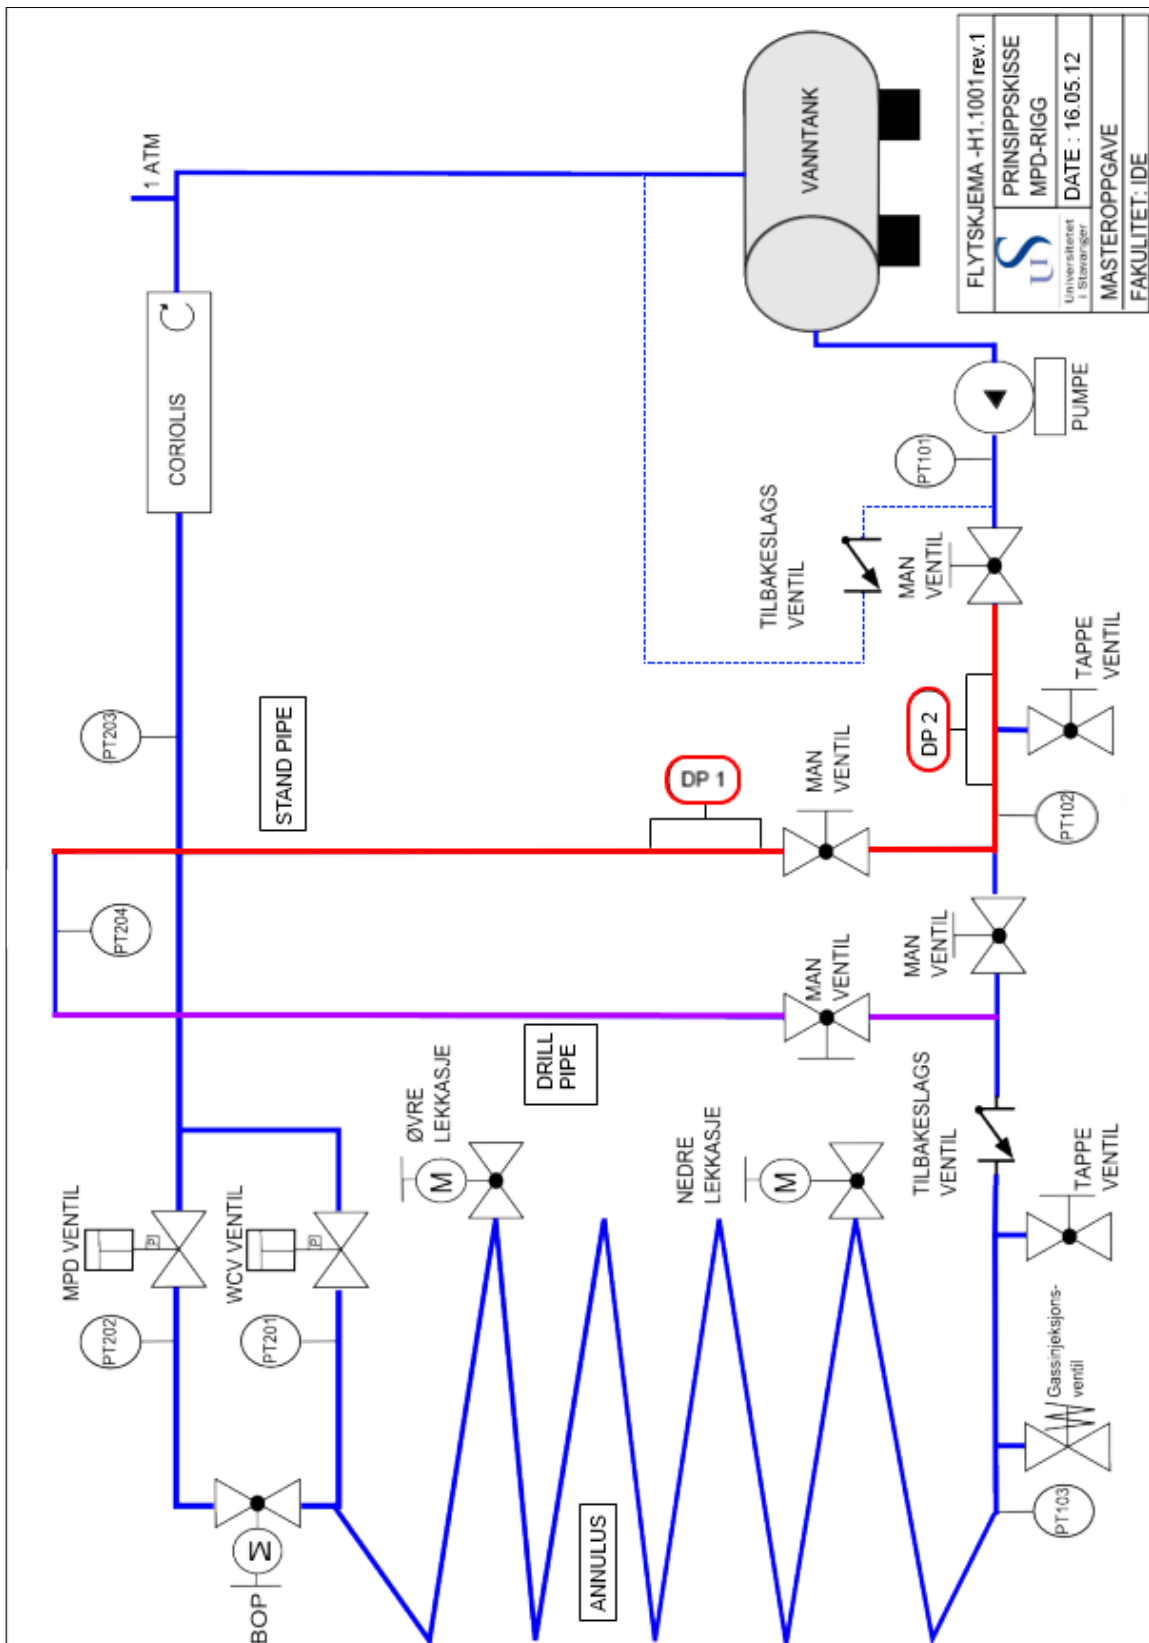 FLYTSKJEMA -H1.1001 rev.1
PRINSIPPSKISSE
MPD-RIGG
DATE : 16.05.12
UiS
Universitetet
i Stavanger
MASTEROPPGAVE
FAKULITET: IDE
1 ATM
VANNTANK
CORIOLIS
PUMPE
PT101
TILBAKESLAGS
VENTIL
MAN
VENTIL
TAPPE
VENTIL
DP 2
DP 1
MAN
VENTIL
PT102
PT203
STAND PIPE
PT204
MAN
VENTIL
MAN
VENTIL
DRILL
PIPE
ØVRE
LEKKASJE
M
NEDRE
LEKKASJE
M
TILBAKESLAGS
VENTIL
TAPPE
VENTIL
MPD VENTIL
P
WCV VENTIL
P
PT202
PT201
Gassinjeksjons-
ventil
PT103
M
BOP
ANNULUS